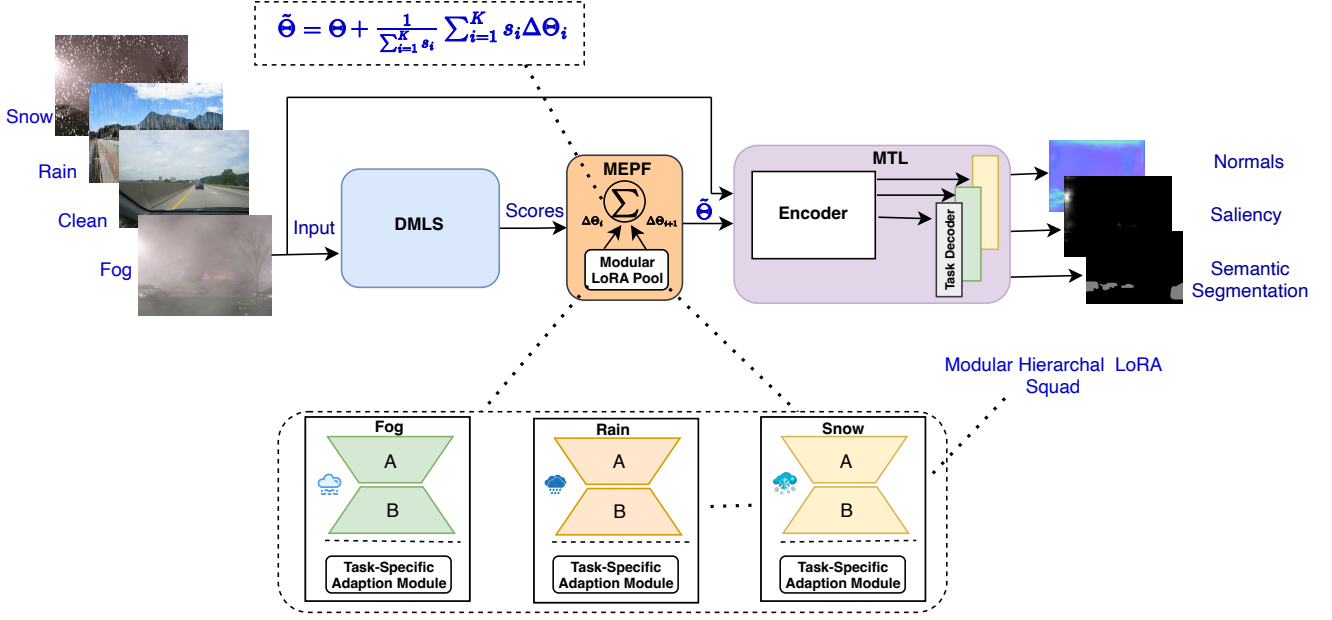 Θ̃ = Θ + 1/∑_{i=1}^{K} s_i ∑_{i=1}^{K} s_i ΔΘ_i
Snow
Rain
Clean
Fog
Input
DMLS
Scores
MEPF
∑
ΔΘ_i
ΔΘ_{i+1}
Modular
LoRA Pool
Θ̃
MTL
Encoder
Task Decoder
Normals
Saliency
Semantic
Segmentation
Modular Hierarchal LoRA
Squad
Fog
A
B
Task-Specific
Adaption Module
Rain
A
B
Task-Specific
Adaption Module
Snow
A
B
Task-Specific
Adaption Module